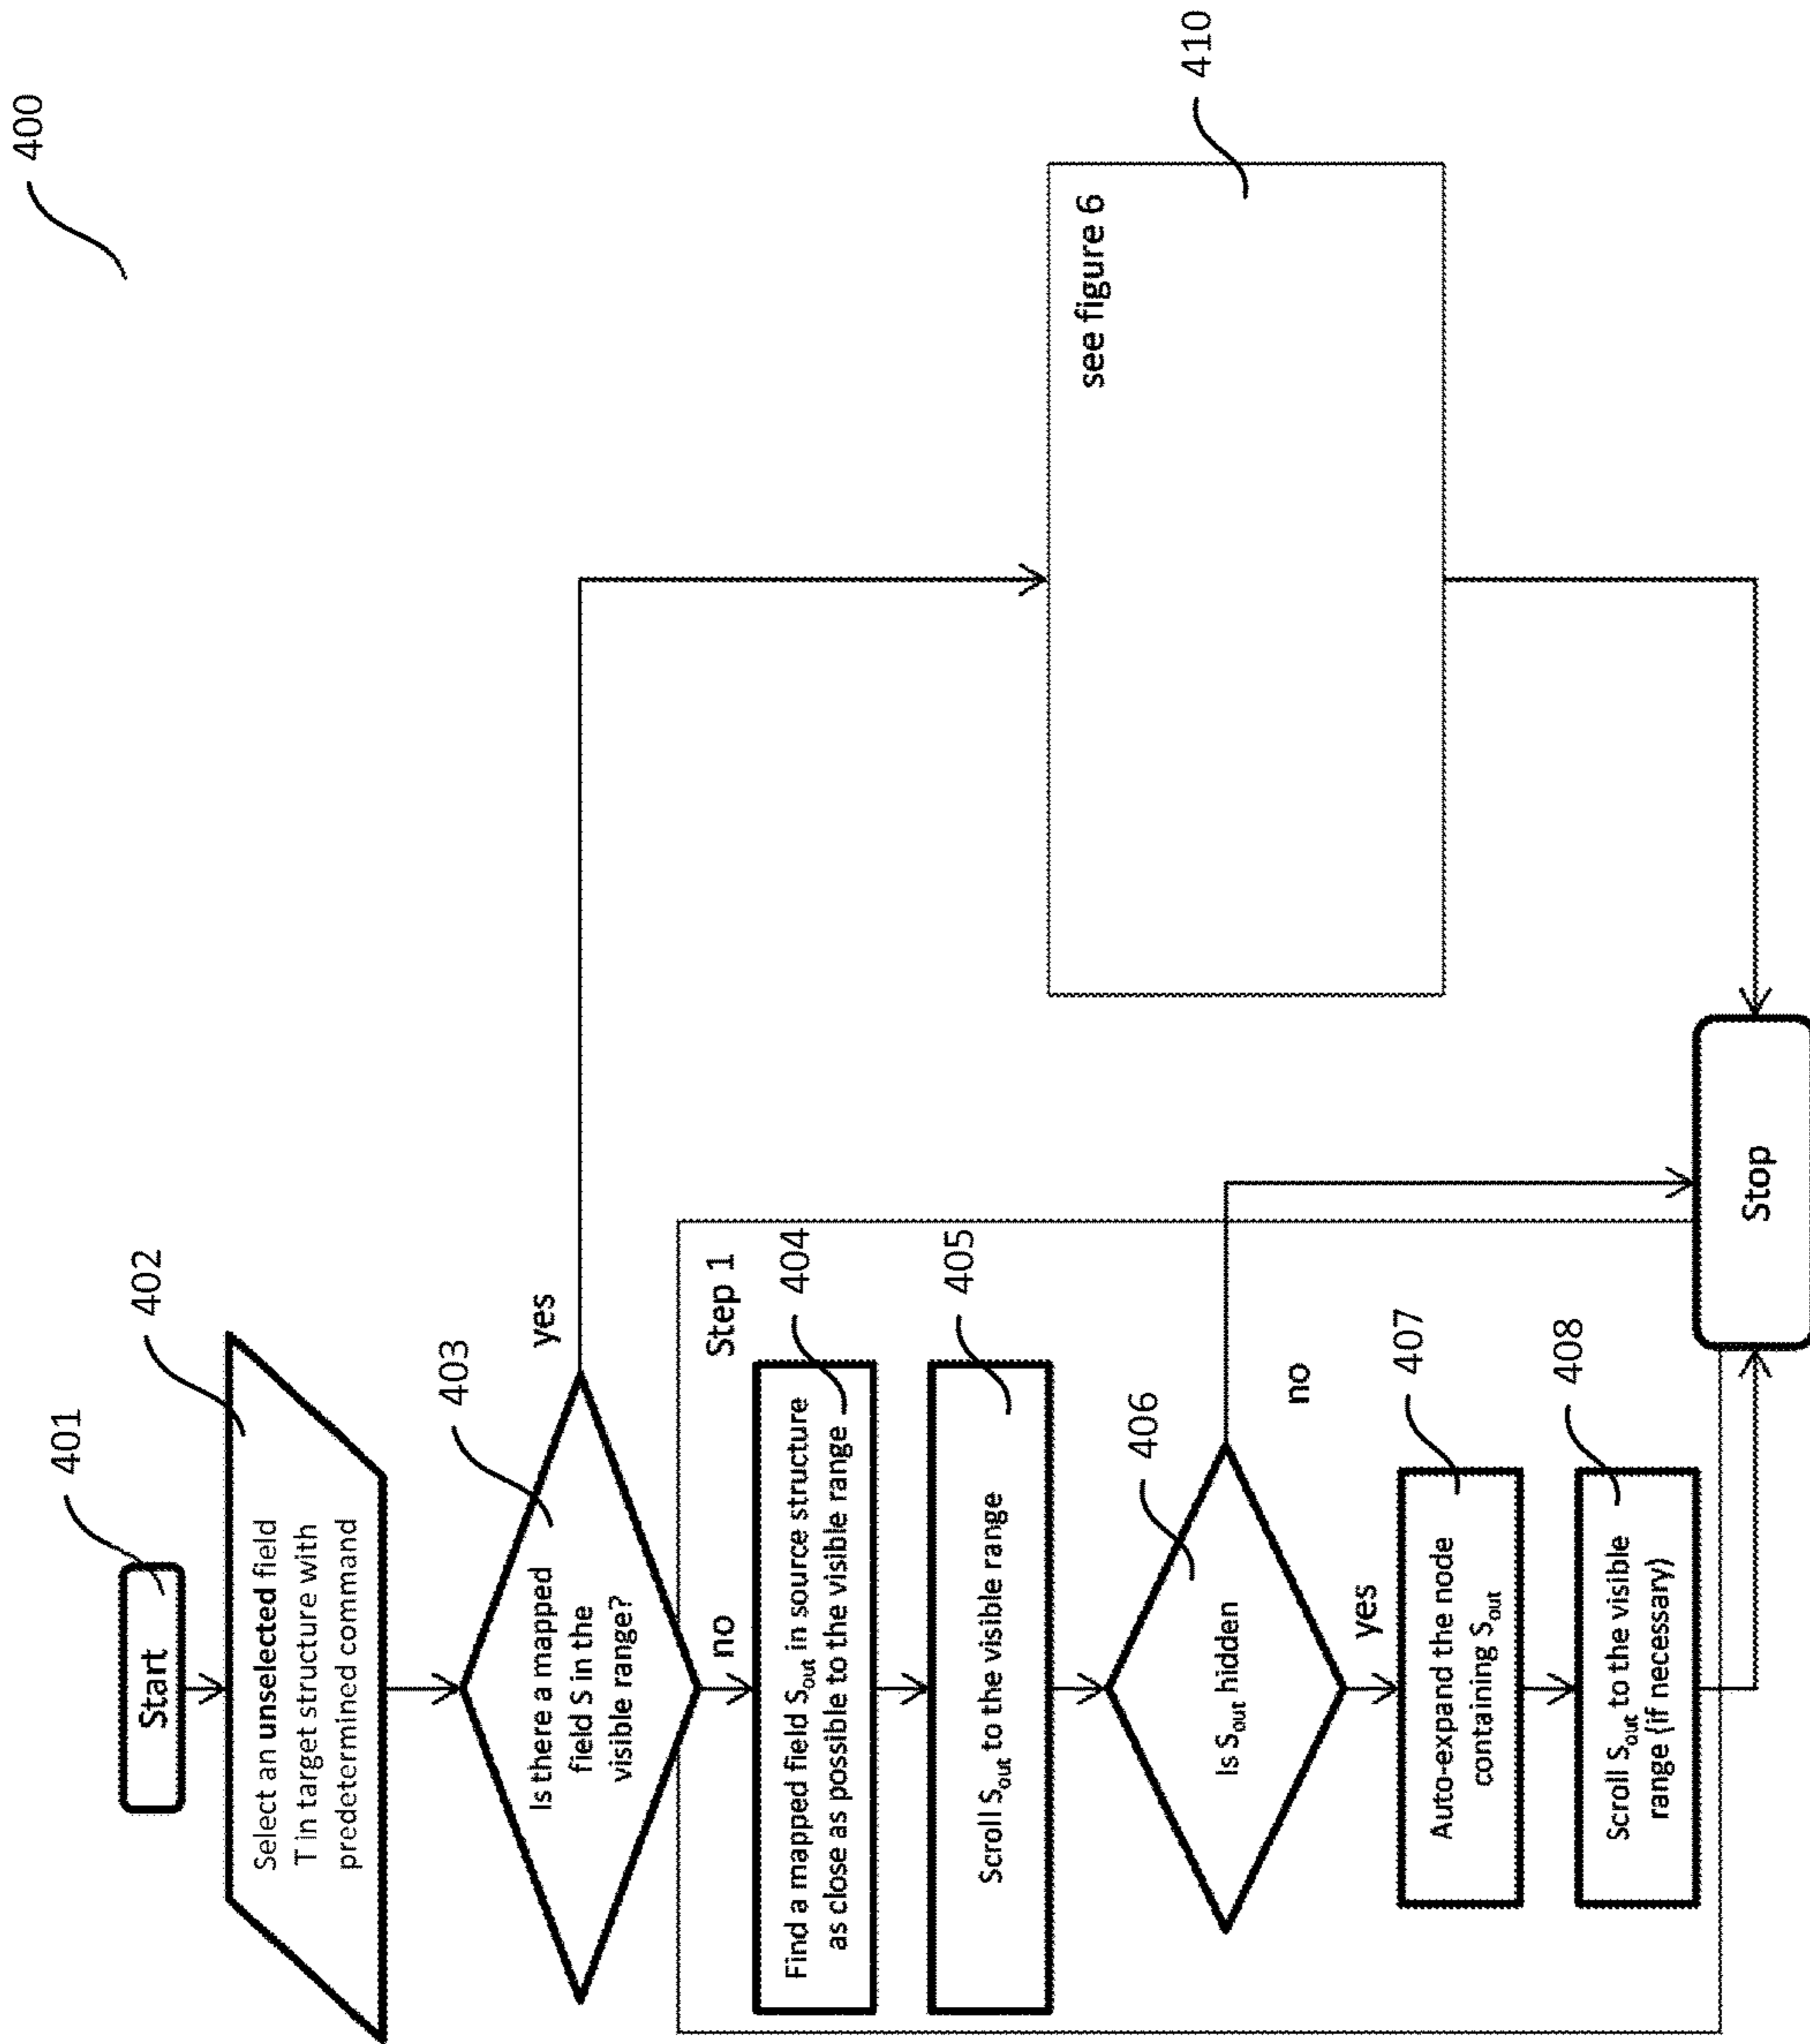 400
Start
401
Select an unselected field
T in target structure with
predetermined command
402
Is there a mapped
field S in the
visible range?
403
yes
no
Step 1
Find a mapped field Sout in source structure
as close as possible to the visible range
404
Scroll Sout to the visible range
405
Is Sout hidden
406
no
yes
Auto-expand the node
containing Sout
407
Scroll Sout to the visible
range (if necessary)
408
see figure 6
410
Stop